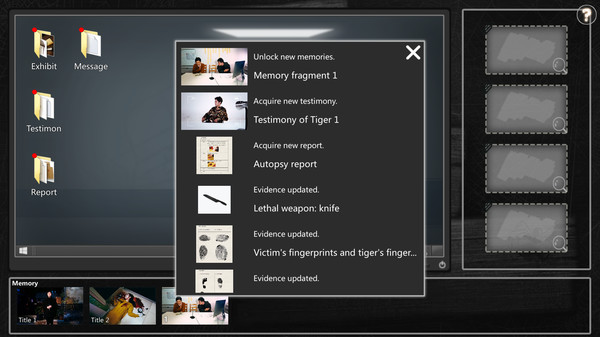 ?
Exhibit
Message
Testimon
Report
Unlock new memories.
Memory fragment 1
Acquire new testimony.
Testimony of Tiger 1
Acquire new report.
Autopsy report
Evidence updated.
Lethal weapon: knife
Evidence updated.
Victim's fingerprints and tiger's finger...
Evidence updated.
Memory
Title 1
Title 2